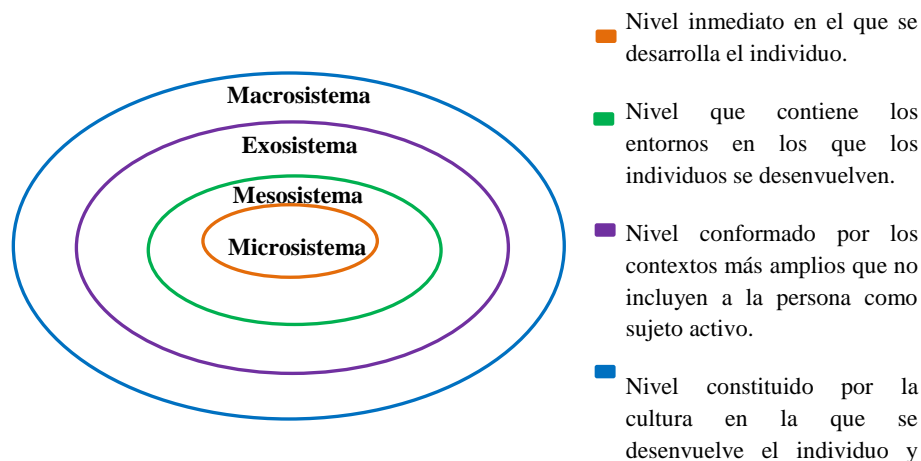 Macrosistema
Exosistema
Mesosistema
Microsistema
Nivel inmediato en el que se
desarrolla el individuo.
Nivel que contiene los
entornos en los que los
individuos se desenvuelven.
Nivel conformado por los
contextos más amplios que no
incluyen a la persona como
sujeto activo.
Nivel constituido por la
cultura en la que se
desenvuelve el individuo y